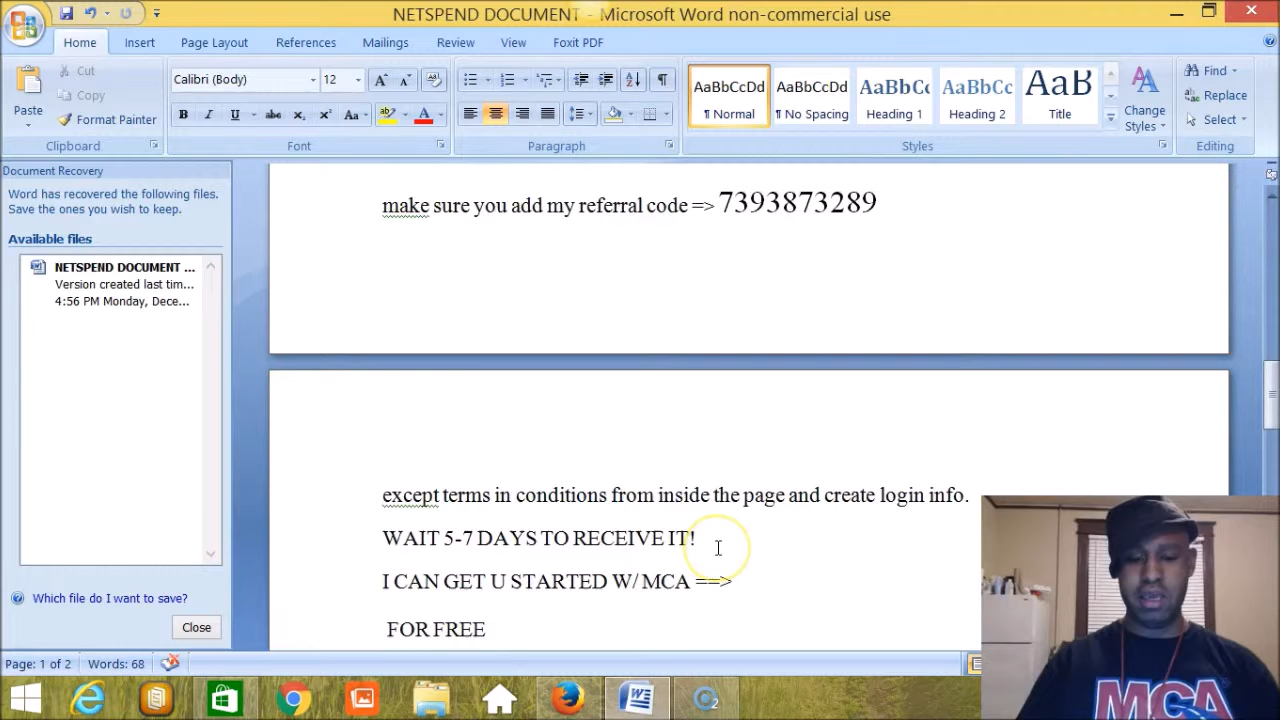 NETSPEND DOCUMENT - Microsoft Word non-commercial use
Home Insert Page Layout References Mailings Review View Foxit PDF
Paste
Cut
Copy
Format Painter
Clipboard
Calibri (Body) 12
B I U abc X₂ X² Aa A
Font
Paragraph
AaBbCcDd AaBbCcDd AaBbCc AaBbCc AaB
¶ Normal ¶ No Spacing Heading 1 Heading 2 Title
Change Styles
Styles
Find
Replace
Select
Editing
Document Recovery
Word has recovered the following files.
Save the ones you wish to keep.
Available files
NETSPEND DOCUMENT ...
Version created last tim...
4:56 PM Monday, Dece...
Which file do I want to save?
Close
make sure you add my referral code => 7393873289
except terms in conditions from inside the page and create login info.
WAIT 5-7 DAYS TO RECEIVE IT!
I CAN GET U STARTED W/ MCA ==>
FOR FREE
Page: 1 of 2 Words: 68
MCA